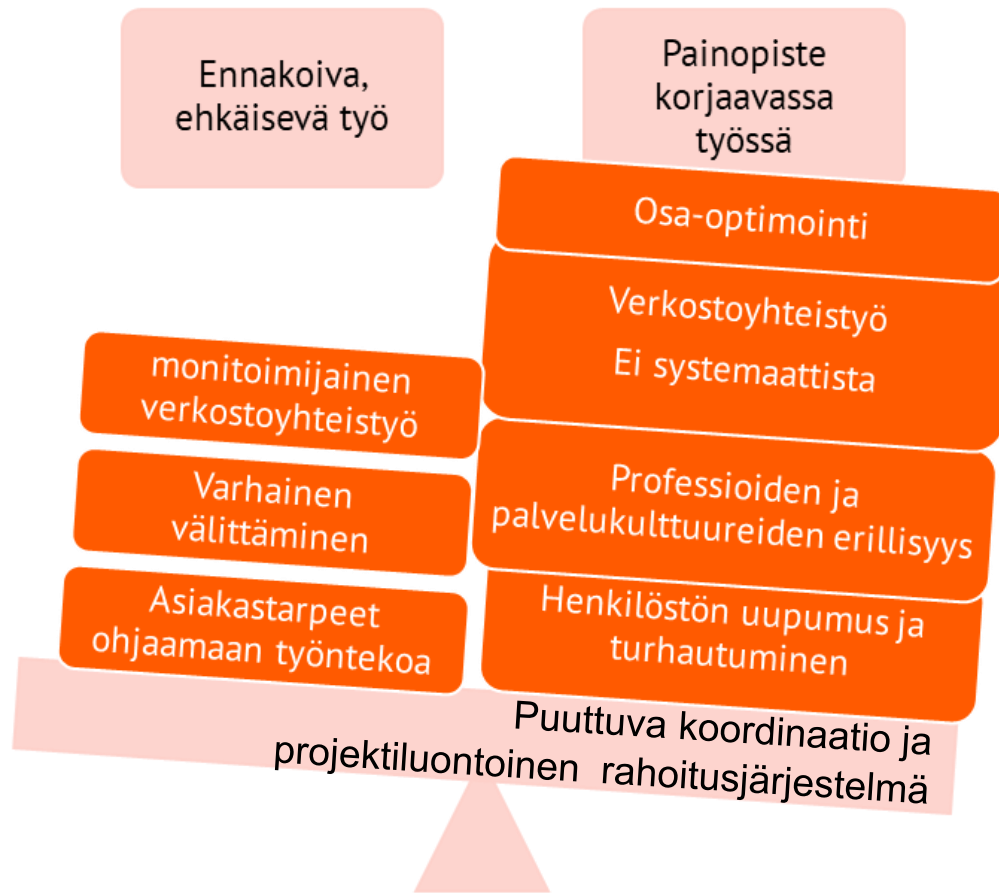 Ennakoiva,
ehkäisevä työ
Painopiste
korjaavassa
työssä
monitoimijainen
verkostoyhteistyö
Varhainen
välittäminen
Asiakastarpeet
ohjaamaan työntekoa
Osa-optimointi
Verkostoyhteistyö
Ei systemaattista
Professioiden ja
palvelukulttuureiden erillisyys
Henkilöstön uupumus ja
turhautuminen
Puuttuva koordinaatio ja
projektiluontoinen rahoitusjärjestelmä